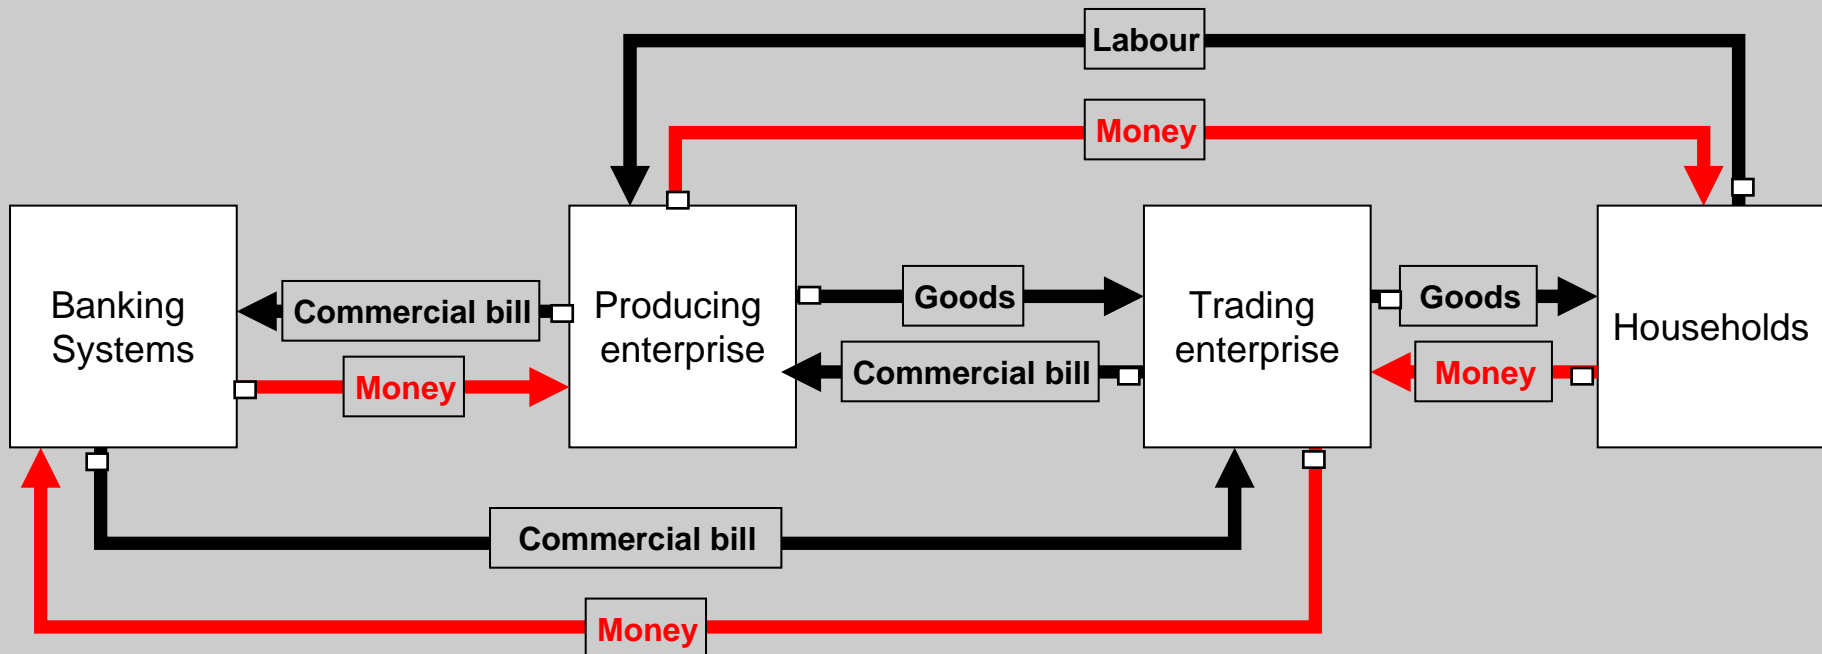 Labour
Money
Banking
Systems
Commercial bill
Money
Producing
enterprise
Goods
Commercial bill
Trading
enterprise
Goods
Money
Households
Commercial bill
Money